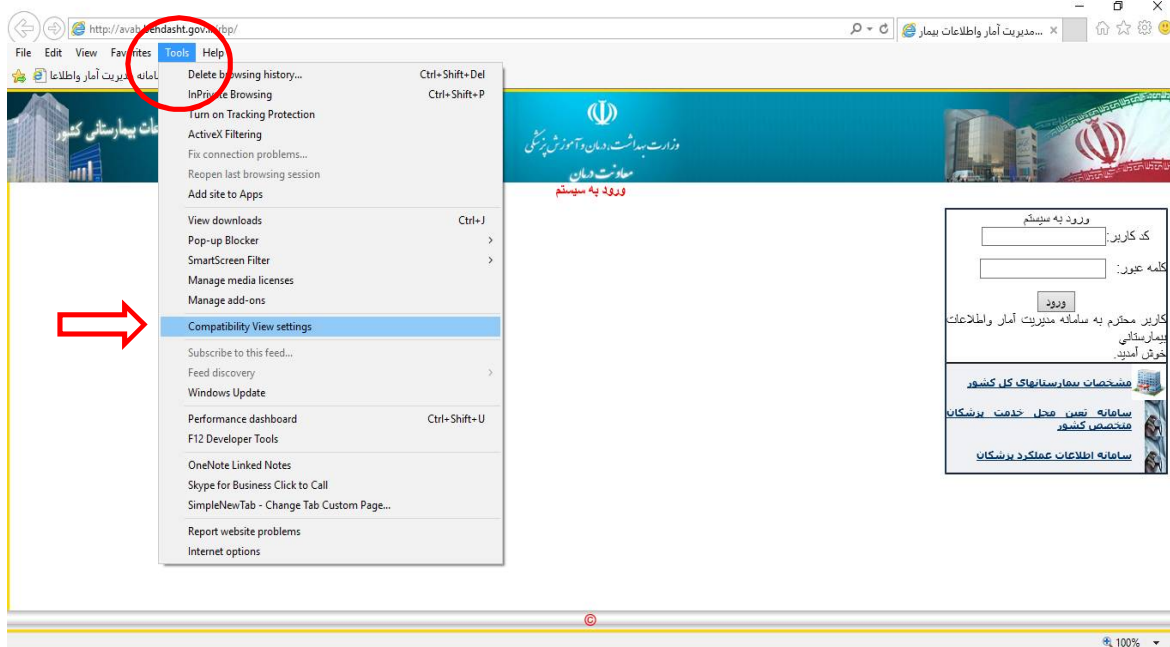 http://avab.behdasht.gov.ir/rbp/
مدیریت آمار واطلاعات بیمار...
File Edit View Favorites Tools Help
سامانه مدیریت آمار واطلاعا
Delete browsing history... Ctrl+Shift+Del
InPrivate Browsing Ctrl+Shift+P
Turn on Tracking Protection
ActiveX Filtering
Fix connection problems...
Reopen last browsing session
Add site to Apps
View downloads Ctrl+J
Pop-up Blocker
SmartScreen Filter
Manage media licenses
Manage add-ons
Compatibility View settings
Subscribe to this feed...
Feed discovery
Windows Update
Performance dashboard Ctrl+Shift+U
F12 Developer Tools
OneNote Linked Notes
Skype for Business Click to Call
SimpleNewTab - Change Tab Custom Page...
Report website problems
Internet options
عات بیمارستانی کشور
وزارت بهداشت، درمان و آموزش پزشکی
معاونت درمان
ورود به سیستم
ورود به سیستم
کد کاربر:
کلمه عبور:
ورود
کاربر محترم به سامانه مدیریت آمار واطلاعات
بیمارستانی
خوش آمدید.
مشخصات بیمارستانهای کل کشور
سامانه تعین محل خدمت پزشکان
متخصص کشور
سامانه اطلاعات عملکرد پزشکان
©
100%